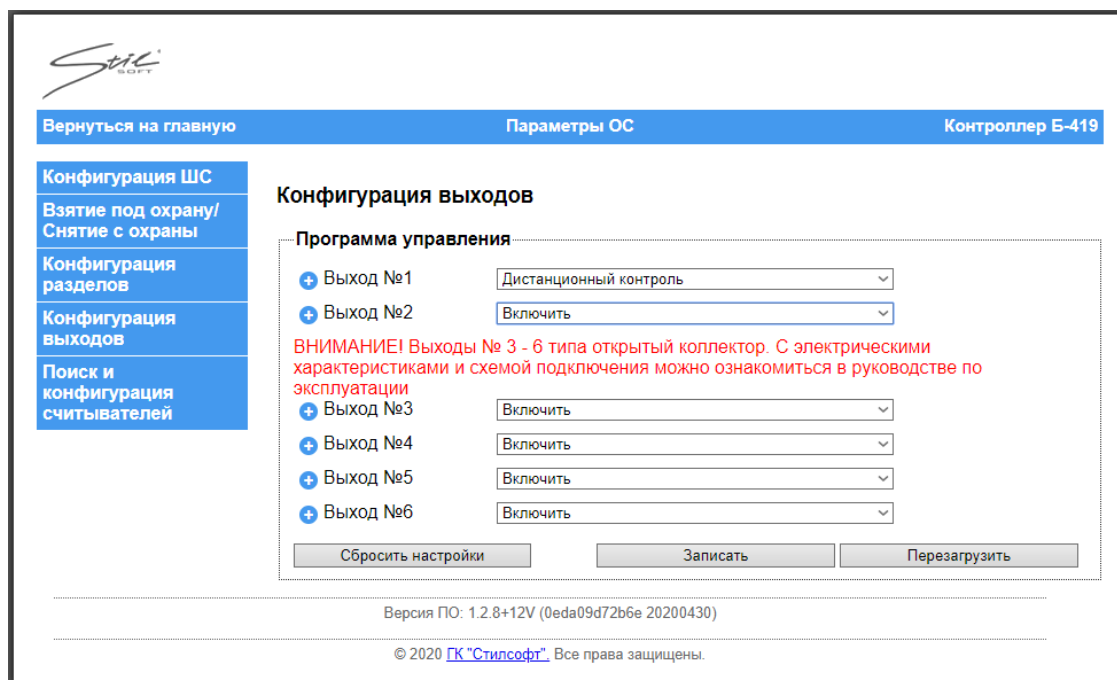 Stil
SOFT
Вернуться на главную Параметры ОС Контроллер Б-419
Конфигурация ШС
Взятие под охрану/
Снятие с охраны
Конфигурация
разделов
Конфигурация
выходов
Поиск и
конфигурация
считывателей
Конфигурация выходов
Программа управления
Выход №1 Дистанционный контроль
Выход №2 Включить
ВНИМАНИЕ! Выходы № 3 - 6 типа открытый коллектор. С электрическими
характеристиками и схемой подключения можно ознакомиться в руководстве по
эксплуатации
Выход №3 Включить
Выход №4 Включить
Выход №5 Включить
Выход №6 Включить
Сбросить настройки Записать Перезагрузить
Версия ПО: 1.2.8+12V (0eda09d72b6e 20200430)
© 2020 ГК "Стилсофт". Все права защищены.